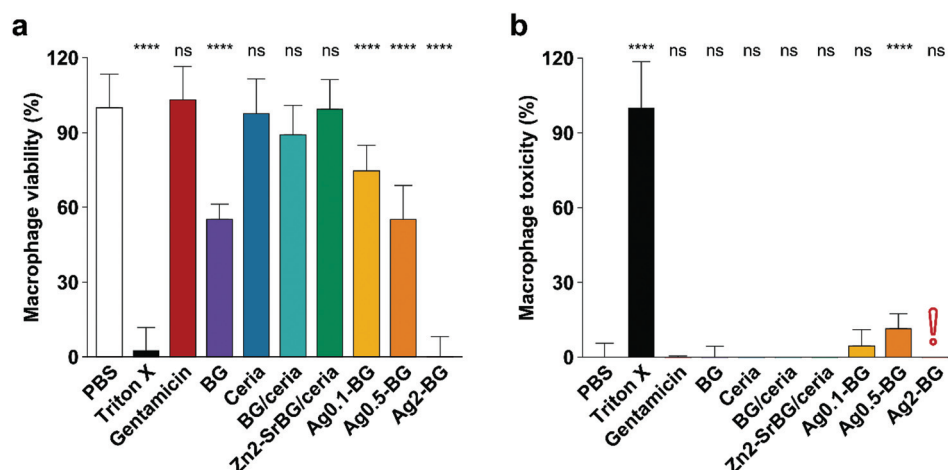 a
**** ns **** ns ns ns **** **** ****
Macrophage viability (%)
120
90
60
30
0
PBS
Triton X
Gentamicin
BG
Ceria
BG/ceria
Zn2-SrBG/ceria
Ag0.1-BG
Ag0.5-BG
Ag2-BG
b
**** ns ns ns ns ns ns **** ns
Macrophage toxicity (%)
120
90
60
30
0
!
PBS
Triton X
Gentamicin
BG
Ceria
BG/ceria
Zn2-SrBG/ceria
Ag0.1-BG
Ag0.5-BG
Ag2-BG